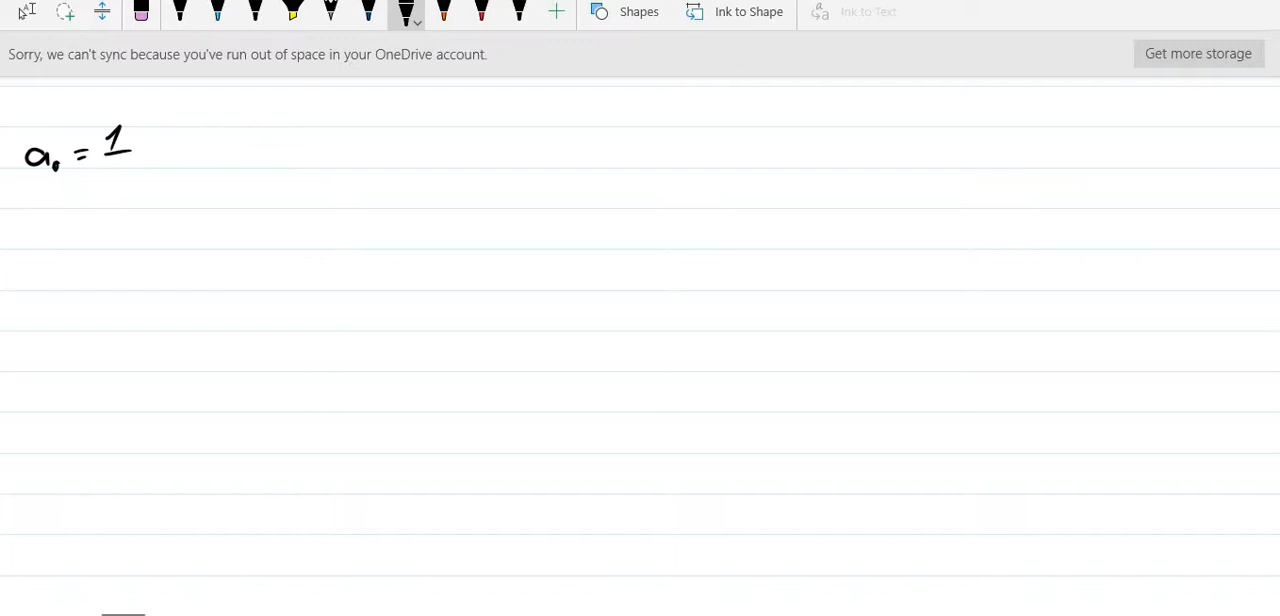 Shapes Ink to Shape Ink to Text
Sorry, we can't sync because you've run out of space in your OneDrive account. Get more storage
a₀ = 1